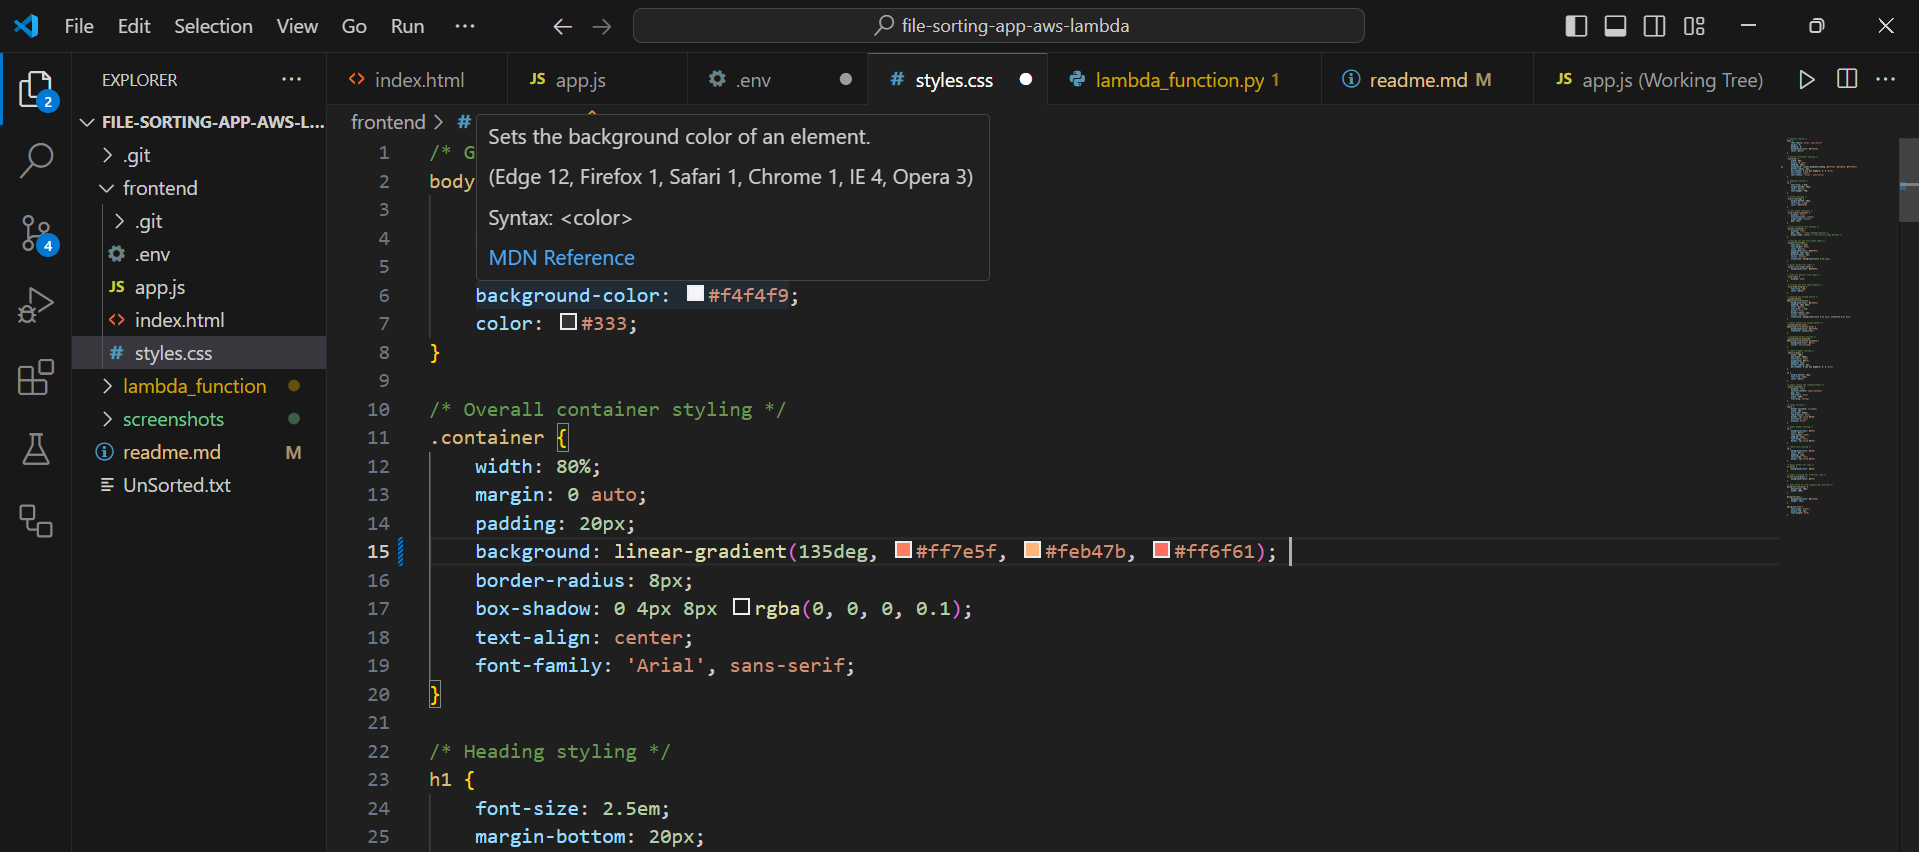 File Edit Selection View Go Run ··· file-sorting-app-aws-lambda
EXPLORER ···
<> index.html JS app.js .env # styles.css lambda_function.py 1 readme.md M JS app.js (Working Tree) ···
2
FILE-SORTING-APP-AWS-L...
.git
frontend
.git
4
.env
JS app.js
<> index.html
# styles.css
lambda_function
screenshots
readme.md M
UnSorted.txt
frontend > #
Sets the background color of an element.
(Edge 12, Firefox 1, Safari 1, Chrome 1, IE 4, Opera 3)
Syntax: <color>
MDN Reference
1 /* G
2 body
3
4
5
6 background-color: #f4f4f9;
7 color: #333;
8 }
9
10 /* Overall container styling */
11 .container {
12 width: 80%;
13 margin: 0 auto;
14 padding: 20px;
15 background: linear-gradient(135deg, #ff7e5f, #feb47b, #ff6f61);
16 border-radius: 8px;
17 box-shadow: 0 4px 8px rgba(0, 0, 0, 0.1);
18 text-align: center;
19 font-family: 'Arial', sans-serif;
20 }
21
22 /* Heading styling */
23 h1 {
24 font-size: 2.5em;
25 margin-bottom: 20px;